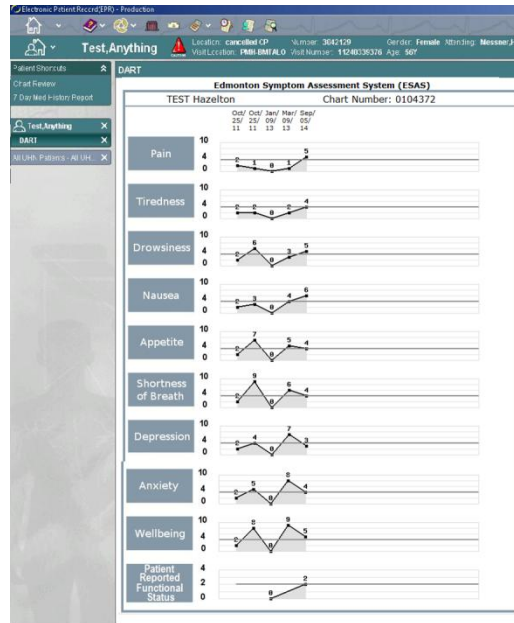 Electronic Patient Record(EPR) - Production
Test,Anything
Location: cancelled CP Number: 3042129 Gender: Female Attending: Messner,
Visit Location: PMH-BMTALO Visit Number: 11240339376 Age: 56Y
Patient Shortcuts
Chart Review
7 Day Med History Report
Test,Anything X
DART X
All UHN Patients - All UH... X
DART
Edmonton Symptom Assessment System (ESAS)
TEST Hazelton Chart Number: 0104372
Oct/ Oct/ Jan/ Mar/ Sep/
25/ 25/ 09/ 09/ 05/
11 11 13 13 14
Pain
10
4
0
2 1 0 1 5
Tiredness
10
4
0
2 2 0 2 4
Drowsiness
10
4
0
2 6 0 3 5
Nausea
10
4
0
2 3 0 4 6
Appetite
10
4
0
2 7 0 5 4
Shortness
of Breath
10
4
0
2 9 0 6 4
Depression
10
4
0
2 4 0 7 3
Anxiety
10
4
0
2 5 0 8 4
Wellbeing
10
4
0
2 8 0 9 5
Patient
Reported
Functional
Status
4
2
0
0 2